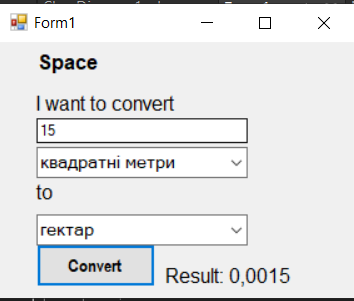 Form1
Space
I want to convert
15
квадратні метри
to
гектар
Convert
Result: 0,0015